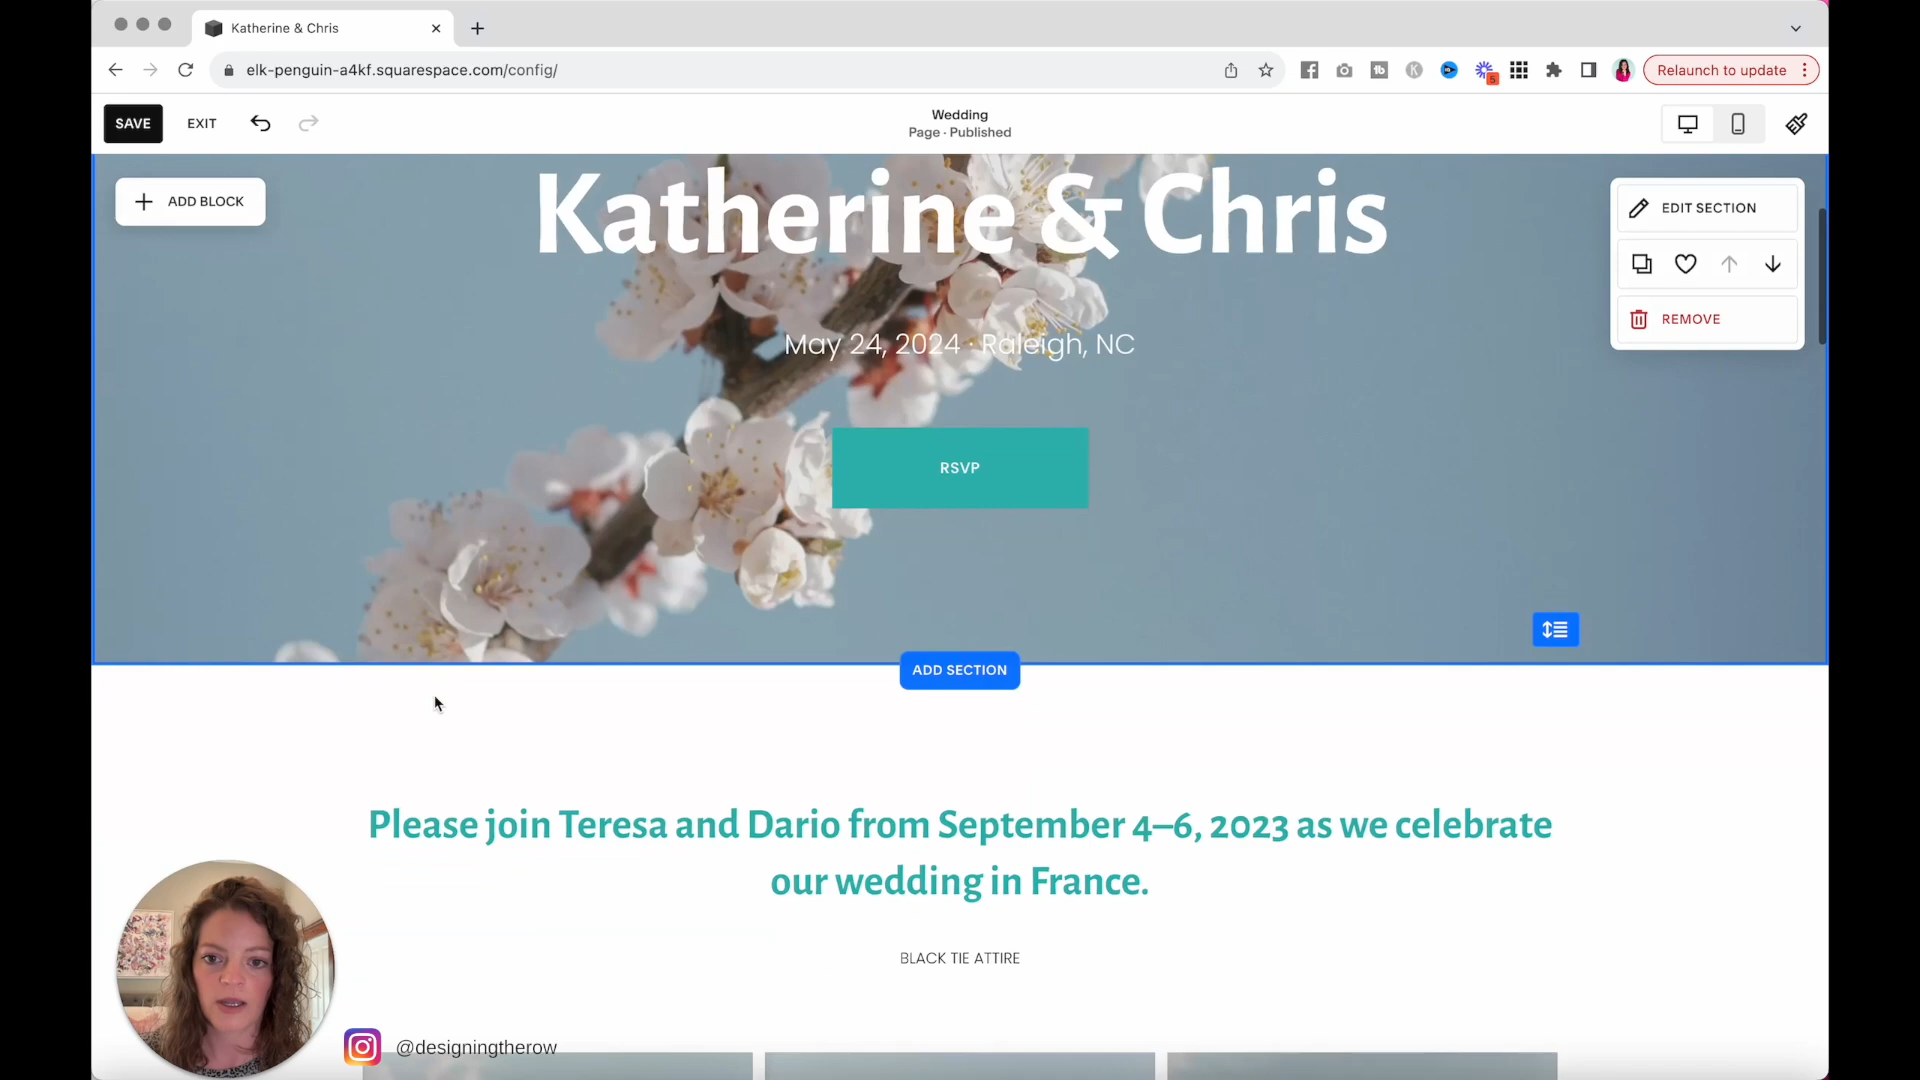 Katherine & Chris
elk-penguin-a4kf.squarespace.com/config/
5
Relaunch to update
SAVE
EXIT
Wedding
Page · Published
ADD BLOCK
Katherine & Chris
EDIT SECTION
REMOVE
May 24, 2024 · Raleigh, NC
RSVP
ADD SECTION
Please join Teresa and Dario from September 4–6, 2023 as we celebrate
our wedding in France.
BLACK TIE ATTIRE
@designingtherow